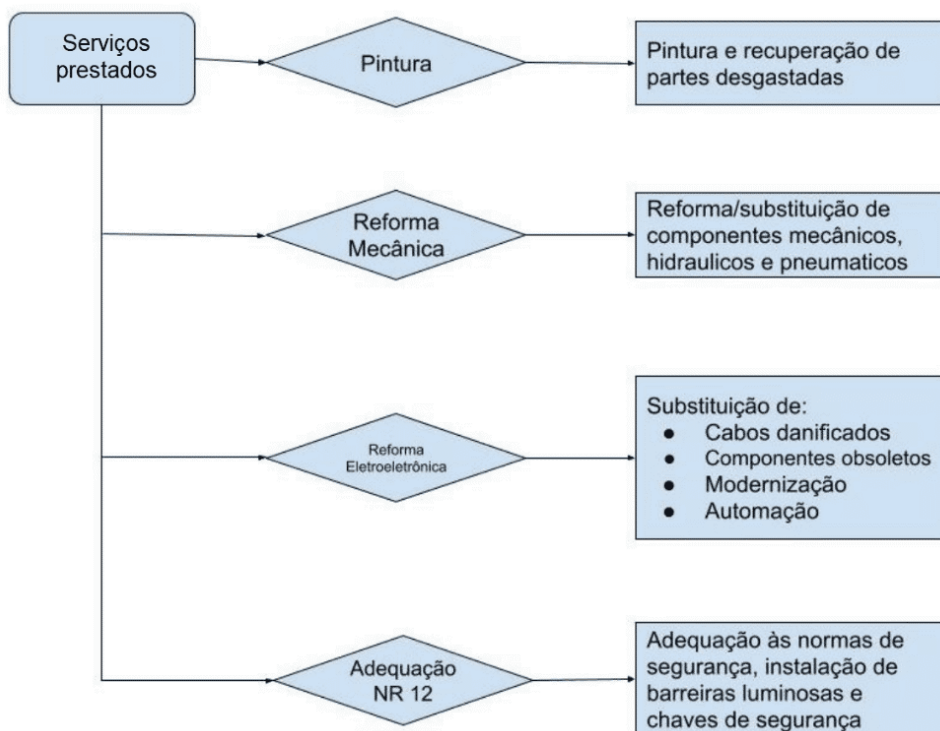 Serviços
prestados
Pintura
Pintura e recuperação de
partes desgastadas
Reforma
Mecânica
Reforma/substituição de
componentes mecânicos,
hidraulicos e pneumaticos
Reforma
Eletroeletrônica
Substituição de:
● Cabos danificados
● Componentes obsoletos
● Modernização
● Automação
Adequação
NR 12
Adequação às normas de
segurança, instalação de
barreiras luminosas e
chaves de segurança